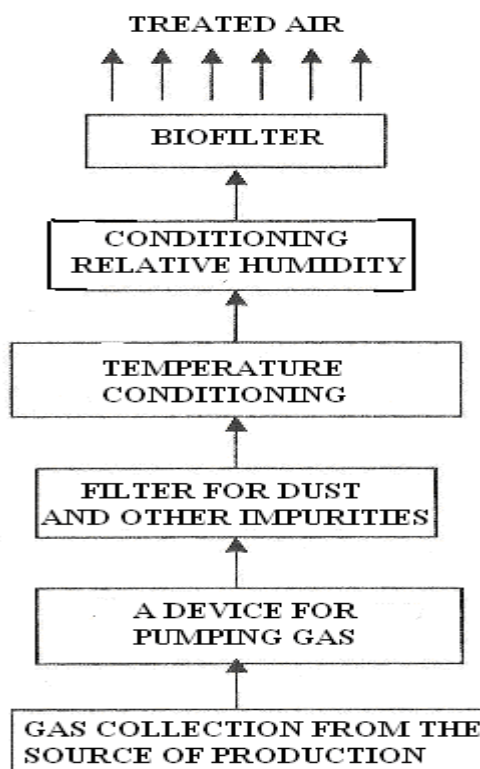 TREATED AIR
BIOFILTER
CONDITIONING
RELATIVE HUMIDITY
TEMPERATURE
CONDITIONING
FILTER FOR DUST
AND OTHER IMPURITIES
A DEVICE FOR
PUMPING GAS
GAS COLLECTION FROM THE
SOURCE OF PRODUCTION